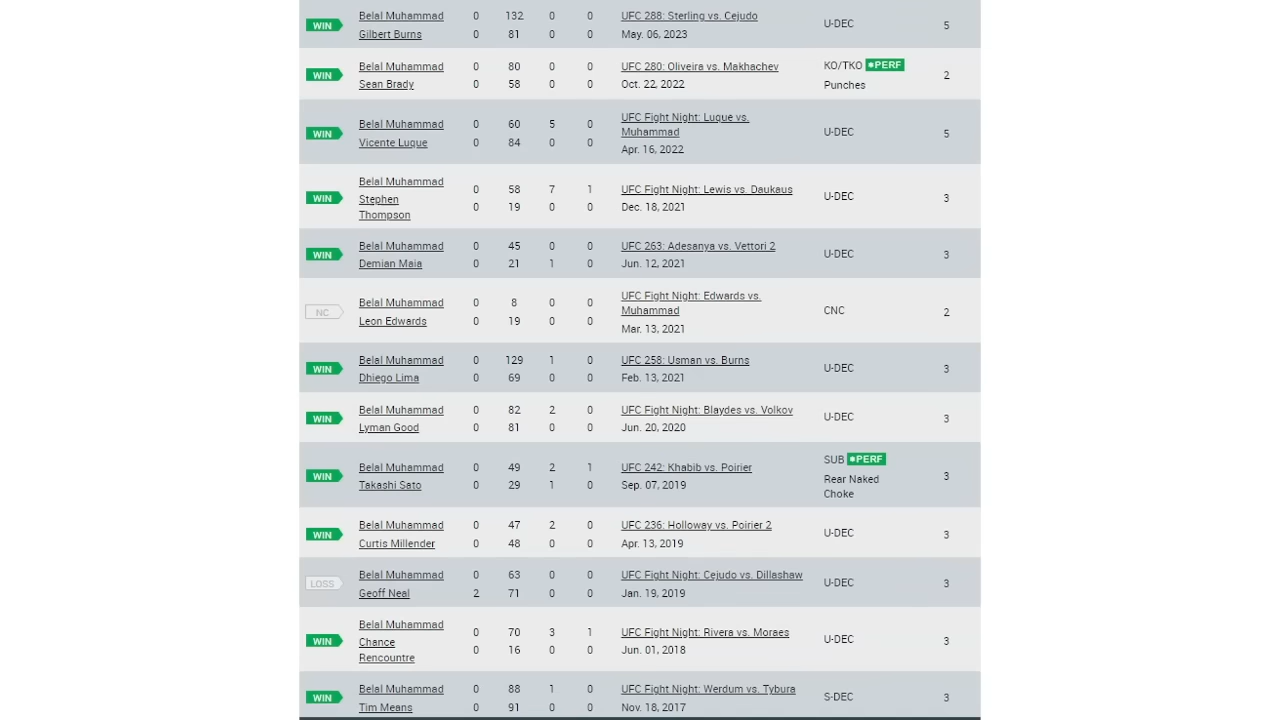 WIN Belal Muhammad 0 132 0 0 UFC 288: Sterling vs. Cejudo U-DEC 5
Gilbert Burns 0 81 0 0 May. 06, 2023
WIN Belal Muhammad 0 80 0 0 UFC 280: Oliveira vs. Makhachev KO/TKO PERF 2
Sean Brady 0 58 0 0 Oct. 22, 2022 Punches
WIN Belal Muhammad 0 60 5 0 UFC Fight Night: Luque vs. Muhammad U-DEC 5
Vicente Luque 0 84 0 0 Apr. 16, 2022
WIN Belal Muhammad 0 58 7 1 UFC Fight Night: Lewis vs. Daukaus U-DEC 3
Stephen Thompson 0 19 0 0 Dec. 18, 2021
WIN Belal Muhammad 0 45 0 0 UFC 263: Adesanya vs. Vettori 2 U-DEC 3
Demian Maia 0 21 1 0 Jun. 12, 2021
NC Belal Muhammad 0 8 0 0 UFC Fight Night: Edwards vs. Muhammad CNC 2
Leon Edwards 0 19 0 0 Mar. 13, 2021
WIN Belal Muhammad 0 129 1 0 UFC 258: Usman vs. Burns U-DEC 3
Dhiego Lima 0 69 0 0 Feb. 13, 2021
WIN Belal Muhammad 0 82 2 0 UFC Fight Night: Blaydes vs. Volkov U-DEC 3
Lyman Good 0 81 0 0 Jun. 20, 2020
WIN Belal Muhammad 0 49 2 1 UFC 242: Khabib vs. Poirier SUB PERF 3
Takashi Sato 0 29 1 0 Sep. 07, 2019 Rear Naked Choke
WIN Belal Muhammad 0 47 2 0 UFC 236: Holloway vs. Poirier 2 U-DEC 3
Curtis Millender 0 48 0 0 Apr. 13, 2019
LOSS Belal Muhammad 0 63 0 0 UFC Fight Night: Cejudo vs. Dillashaw U-DEC 3
Geoff Neal 2 71 0 0 Jan. 19, 2019
WIN Belal Muhammad 0 70 3 1 UFC Fight Night: Rivera vs. Moraes U-DEC 3
Chance Rencountre 0 16 0 0 Jun. 01, 2018
WIN Belal Muhammad 0 88 1 0 UFC Fight Night: Werdum vs. Tybura S-DEC 3
Tim Means 0 91 0 0 Nov. 18, 2017